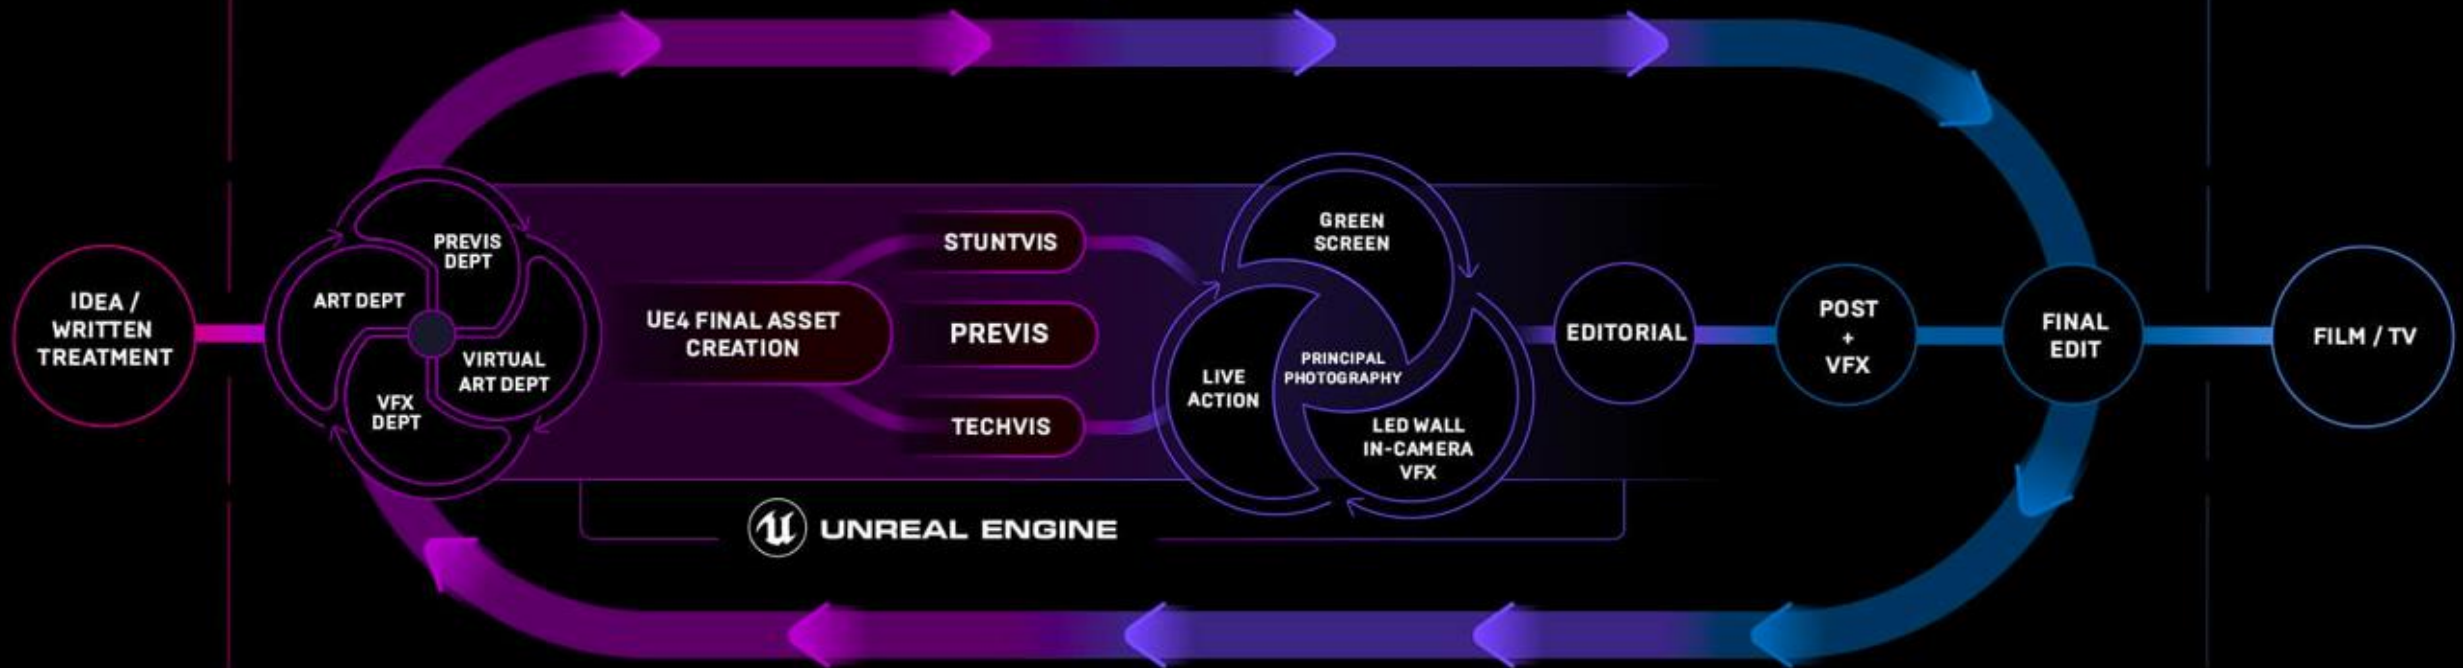 IDEA /
WRITTEN
TREATMENT
PREVIS
DEPT
ART DEPT
VIRTUAL
ART DEPT
VFX
DEPT
UE4 FINAL ASSET
CREATION
STUNTVIS
PREVIS
TECHVIS
GREEN
SCREEN
PRINCIPAL
PHOTOGRAPHY
LIVE
ACTION
LED WALL
IN-CAMERA
VFX
EDITORIAL
POST
+
VFX
FINAL
EDIT
FILM / TV
UNREAL ENGINE